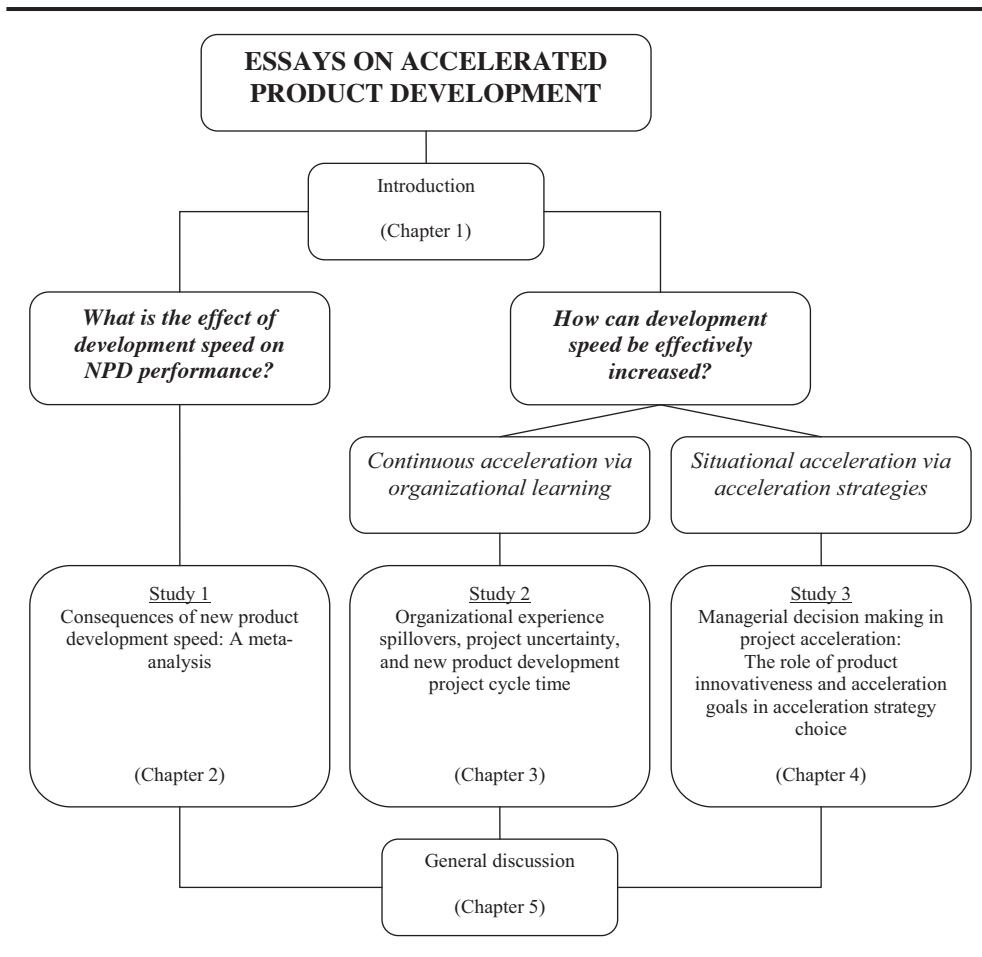 ESSAYS ON ACCELERATED
PRODUCT DEVELOPMENT
Introduction
(Chapter 1)
What is the effect of
development speed on
NPD performance?
How can development
speed be effectively
increased?
Continuous acceleration via
organizational learning
Situational acceleration via
acceleration strategies
Study 1
Consequences of new product
development speed: A meta-
analysis
(Chapter 2)
Study 2
Organizational experience
spillovers, project uncertainty,
and new product development
project cycle time
(Chapter 3)
Study 3
Managerial decision making in
project acceleration:
The role of product
innovativeness and acceleration
goals in acceleration strategy
choice
(Chapter 4)
General discussion
(Chapter 5)